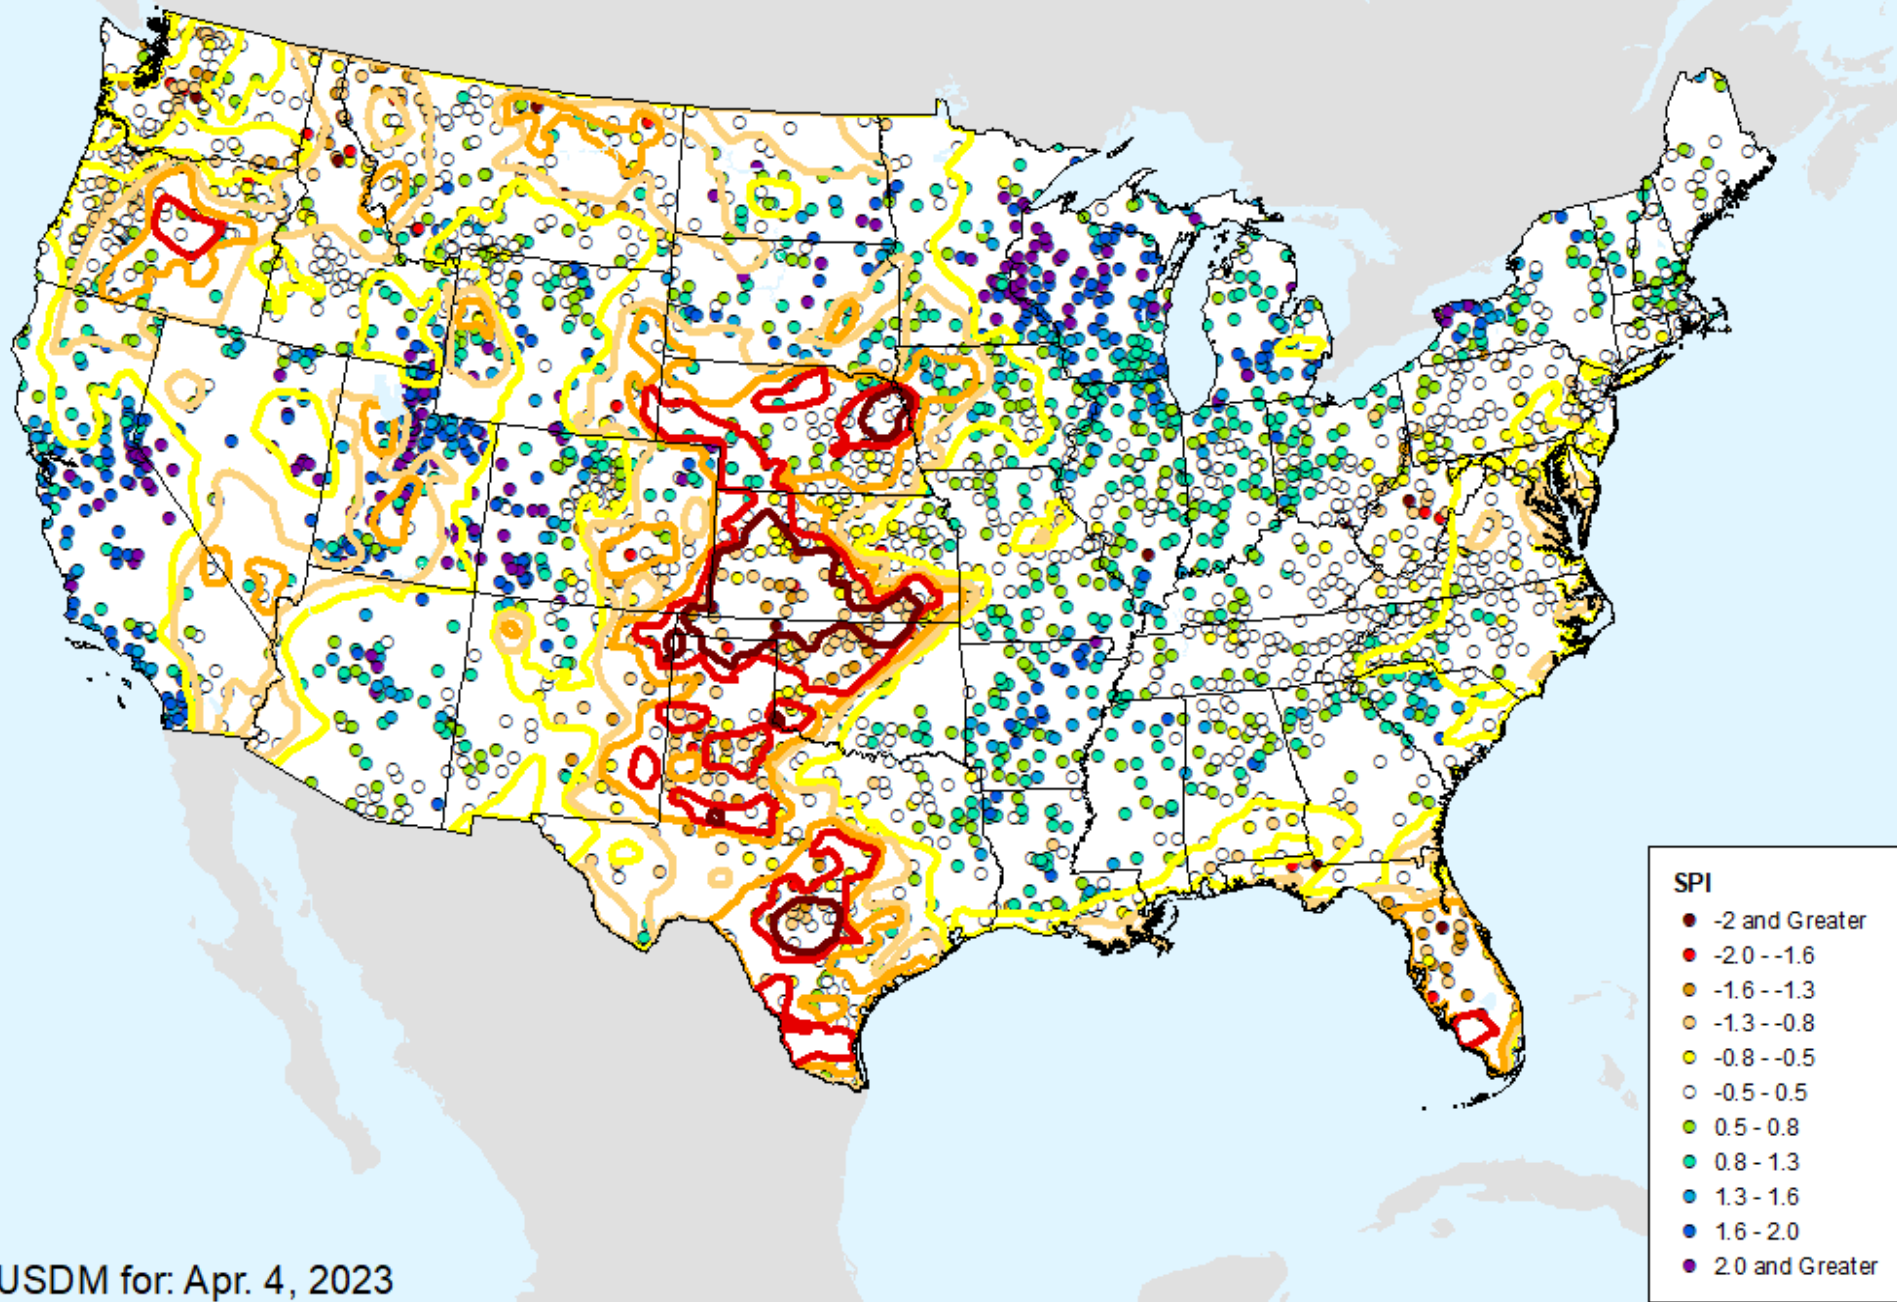 SPI
-2 and Greater
-2.0 - -1.6
-1.6 - -1.3
-1.3 - -0.8
-0.8 - -0.5
-0.5 - 0.5
0.5 - 0.8
0.8 - 1.3
1.3 - 1.6
1.6 - 2.0
2.0 and Greater
USDM for: Apr. 4, 2023